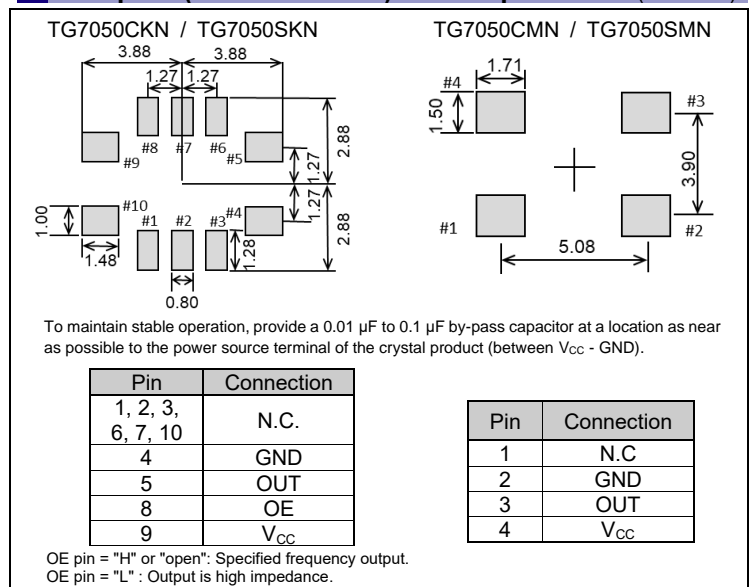 TG7050CKN / TG7050SKN
3.88 3.88
1.27 1.27
#8 #7 #6
#9 #5
2.88
1.27
1.00
#10 #4
#1 #2 #3
1.27
1.48
1.28
2.88
0.80
TG7050CMN / TG7050SMN
1.71
#4 #3
1.50
3.90
#1 #2
5.08
To maintain stable operation, provide a 0.01 µF to 0.1 µF by-pass capacitor at a location as near
as possible to the power source terminal of the crystal product (between VCC - GND).
Pin Connection
1, 2, 3,
6, 7, 10 N.C.
4 GND
5 OUT
8 OE
9 VCC
OE pin = "H" or "open": Specified frequency output.
OE pin = "L" : Output is high impedance.
Pin Connection
1 N.C
2 GND
3 OUT
4 VCC